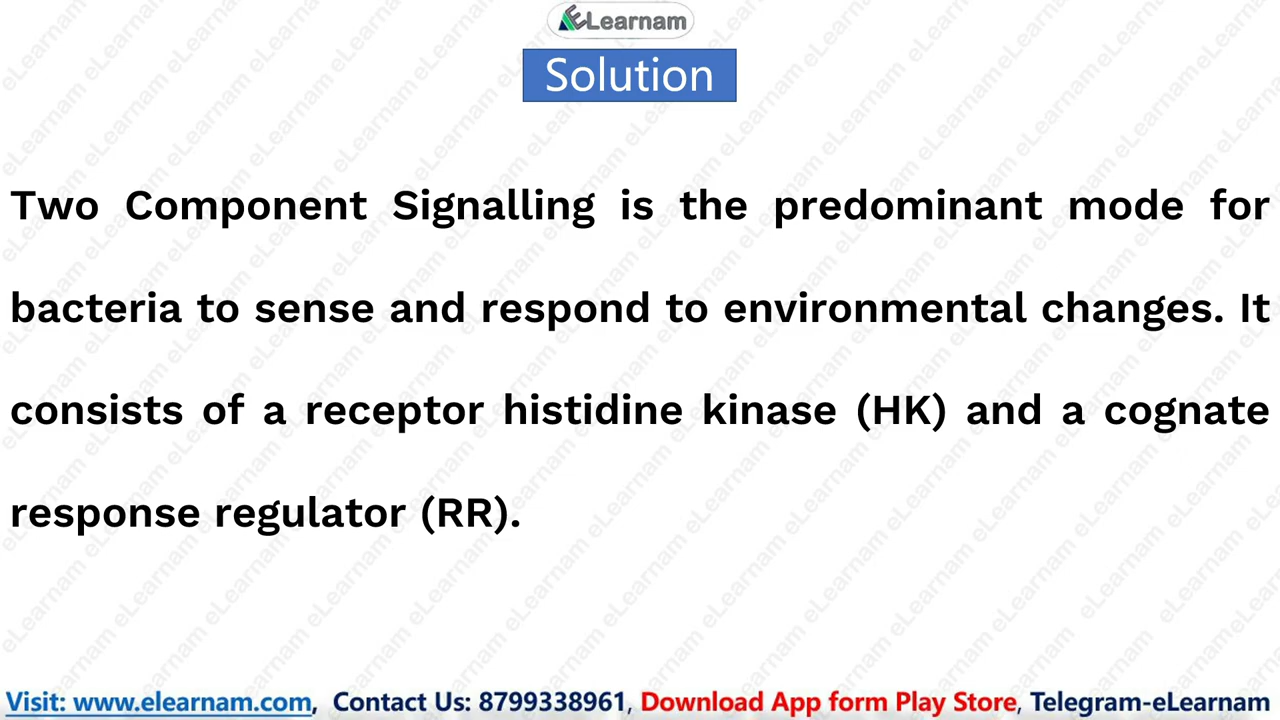 eLearnam
Solution
Two Component Signalling is the predominant mode for
bacteria to sense and respond to environmental changes. It
consists of a receptor histidine kinase (HK) and a cognate
response regulator (RR).
Visit: www.elearnam.com, Contact Us: 8799338961, Download App form Play Store, Telegram-eLearnam